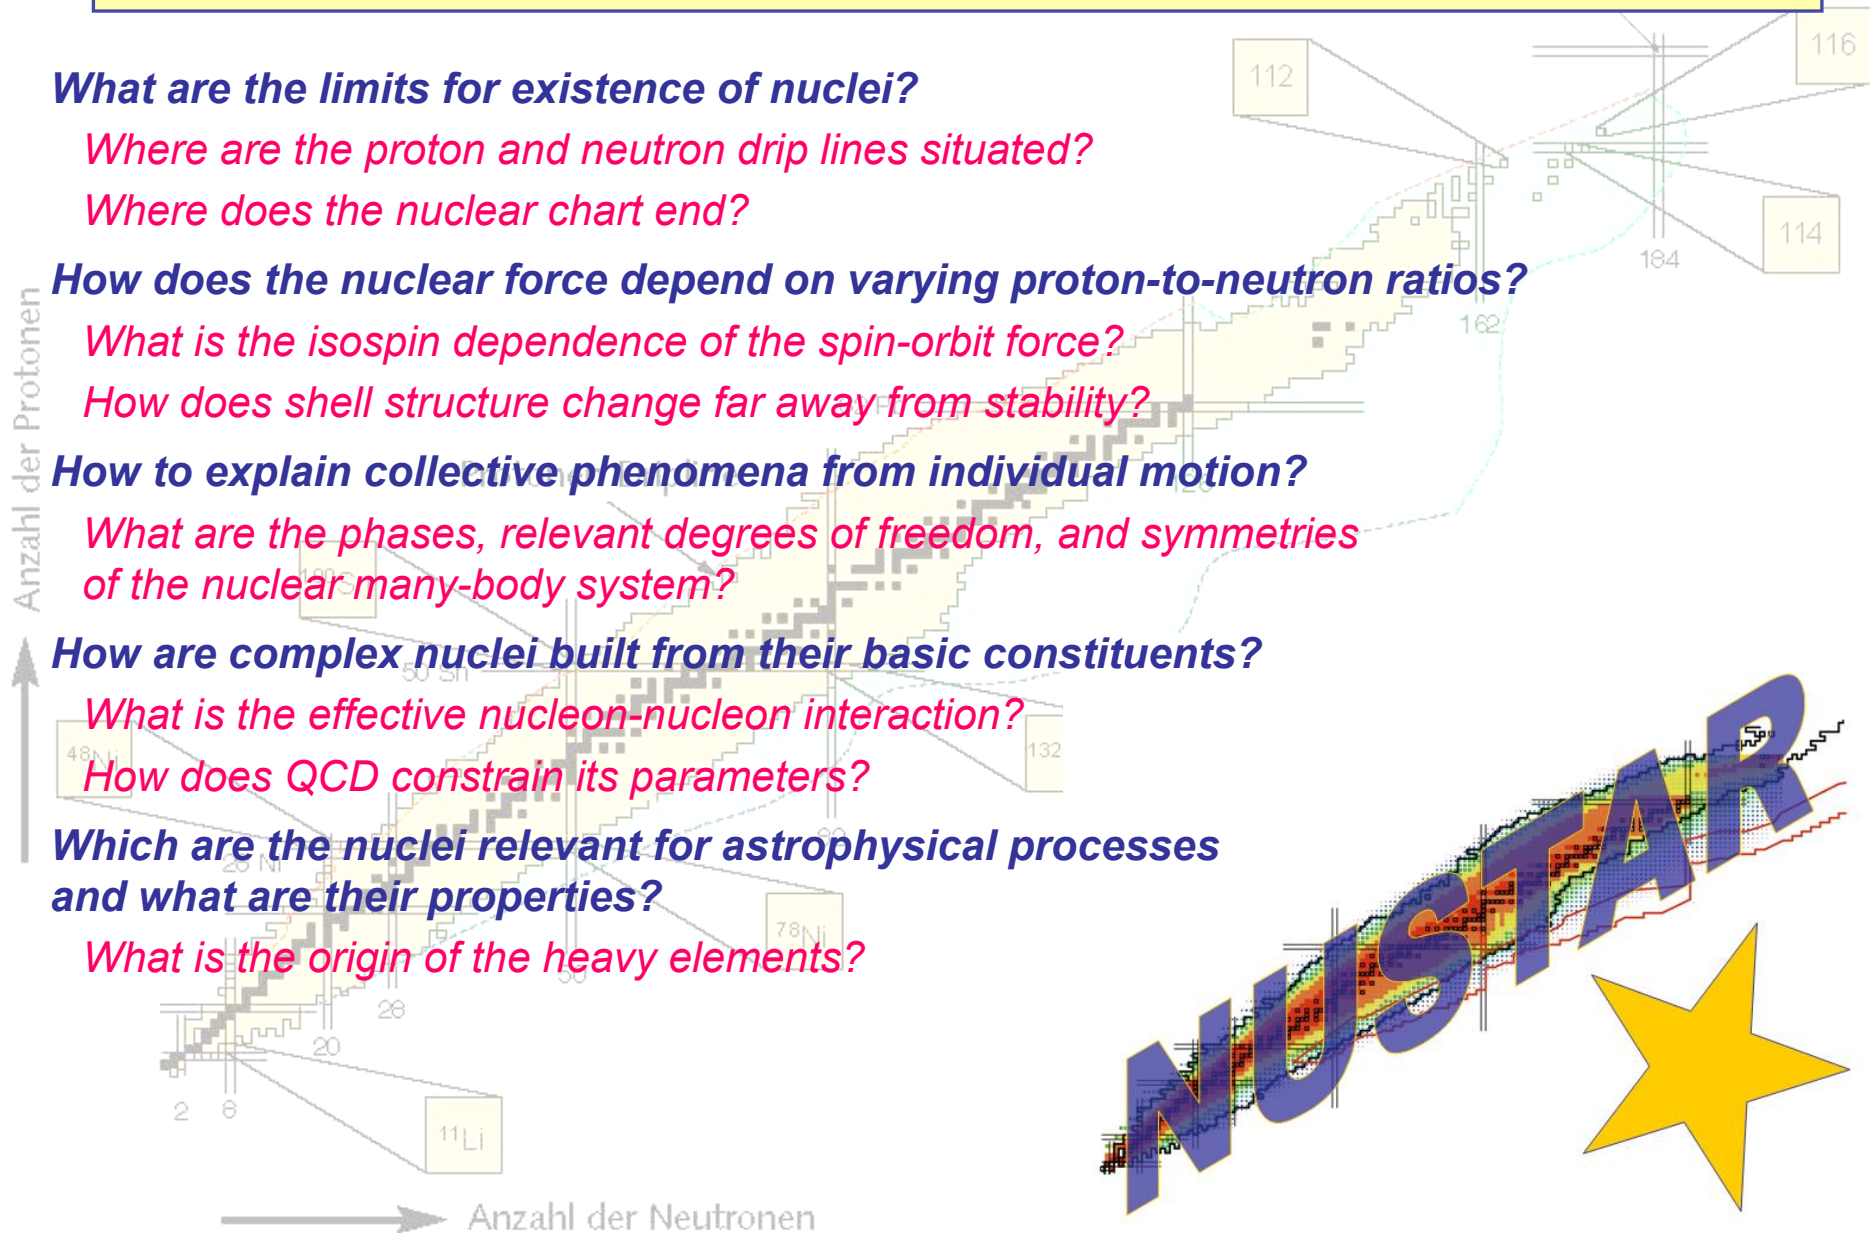 What are the limits for existence of nuclei?
Where are the proton and neutron drip lines situated?
Where does the nuclear chart end?
How does the nuclear force depend on varying proton-to-neutron ratios?
What is the isospin dependence of the spin-orbit force?
How does shell structure change far away from stability?
How to explain collective phenomena from individual motion?
What are the phases, relevant degrees of freedom, and symmetries
of the nuclear many-body system?
How are complex nuclei built from their basic constituents?
What is the effective nucleon-nucleon interaction?
How does QCD constrain its parameters?
Which are the nuclei relevant for astrophysical processes
and what are their properties?
What is the origin of the heavy elements?
112
116
114
184
162
50 Sn
48Ni
132
28 Ni
78Ni
50
28
20
2
8
11Li
Anzahl der Protonen
Anzahl der Neutronen
NUSTAR